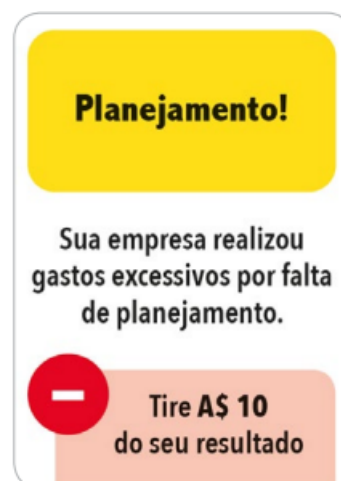 Planejamento!
Sua empresa realizou
gastos excessivos por falta
de planejamento.
Tire A$ 10
do seu resultado